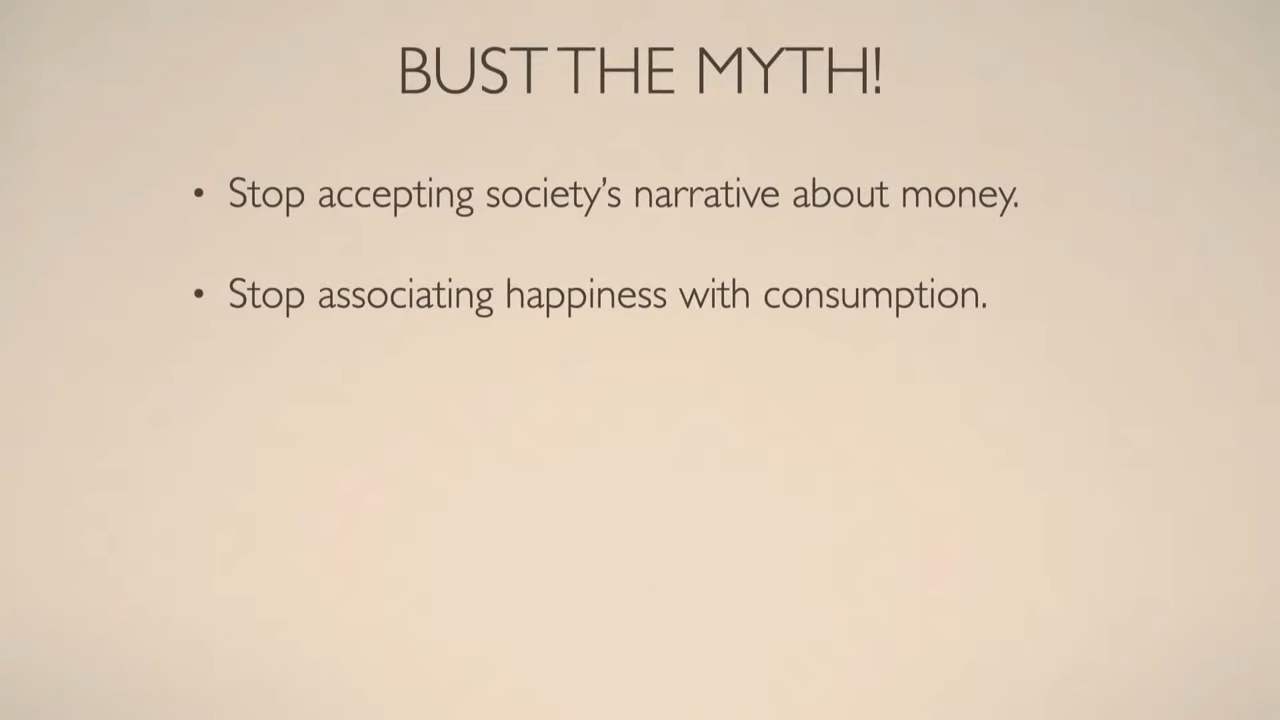 BUST THE MYTH!
• Stop accepting society’s narrative about money.
• Stop associating happiness with consumption.